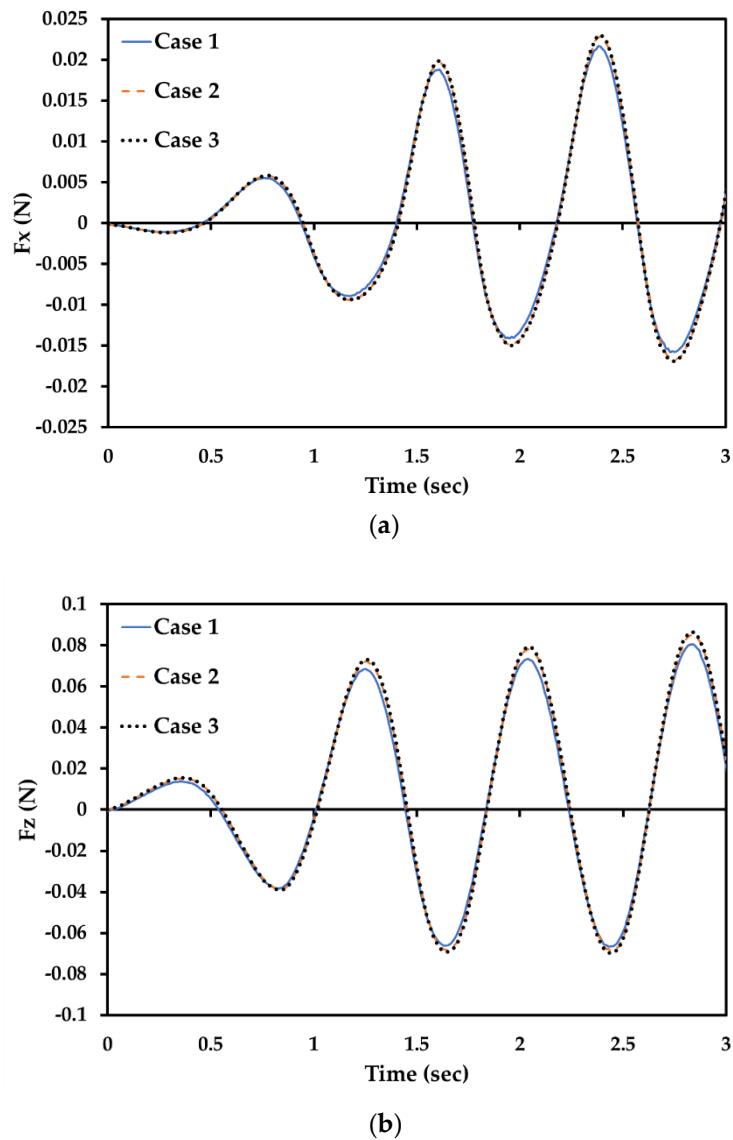 0.025
0.02
0.015
0.01
0.005
0
-0.005
-0.01
-0.015
-0.02
-0.025
Fx (N)
Case 1
Case 2
Case 3
0 0.5 1 1.5 2 2.5 3
Time (sec)
(a)
0.1
0.08
0.06
0.04
0.02
0
-0.02
-0.04
-0.06
-0.08
-0.1
Fz (N)
Case 1
Case 2
Case 3
0 0.5 1 1.5 2 2.5 3
Time (sec)
(b)